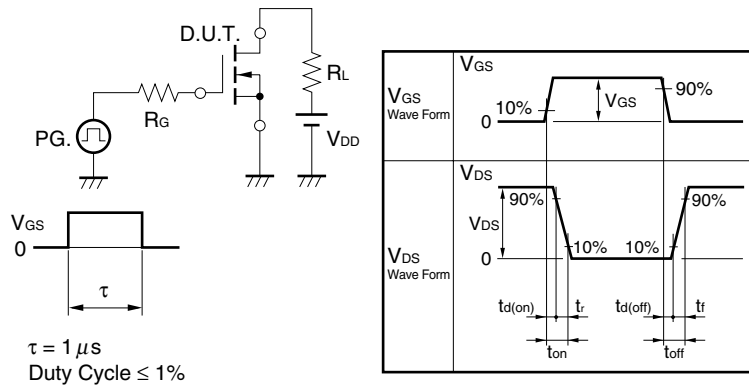 D.U.T.
RL
RG
PG.
VDD
VGS
0
τ
τ = 1 μs
Duty Cycle ≤ 1%
VGS
Wave Form
VGS
10%
VGS
90%
0
VDS
Wave Form
VDS
90%
VDS
10%
10%
90%
0
td(on)
tr
td(off)
tf
ton
toff